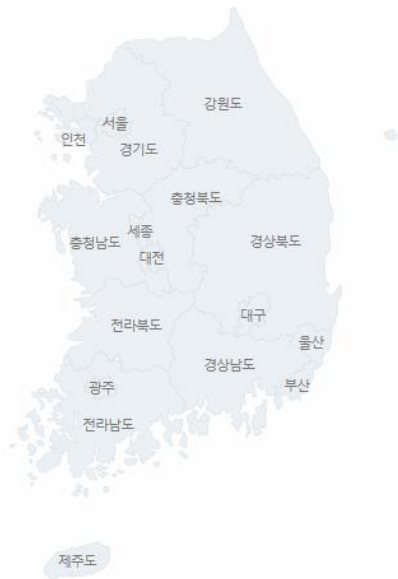 강원도
서울
인천
경기도
충청북도
세종
충청남도
경상북도
대전
대구
전라북도
울산
경상남도
부산
광주
전라남도
제주도